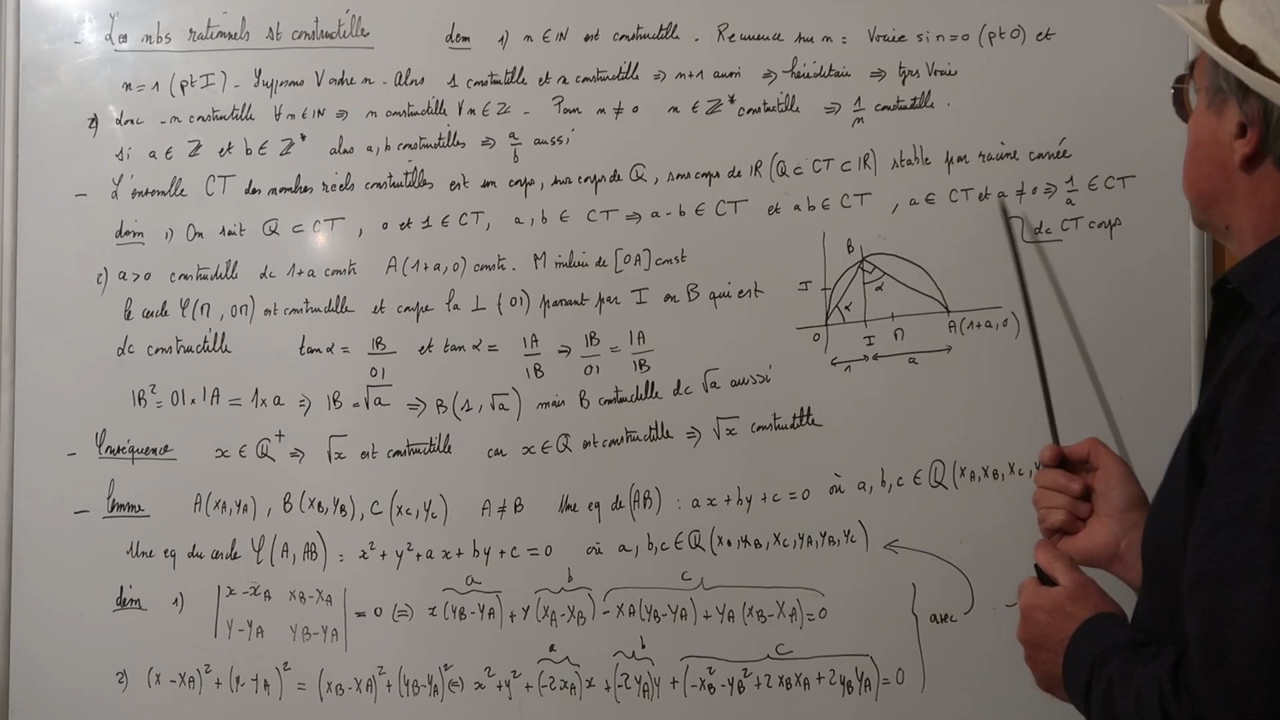 - Les nbs rationnels st constructible dem 1) n ∈ IN est constructible. Récurrence sur n : Vraie si n=0 (pt O) et
n=1 (pt I). Supposons Vraie n. Alors 1 constructible et n constructible ⇒ n+1 aussi ⇒ héréditaire ⇒ tjrs Vraie
2) donc -n constructible ∀n∈IN ⇒ n constructible ∀n∈Z. Pour n≠0 n∈Z* constructible ⇒ 1/n constructible.
Si a∈Z et b∈Z* alors a, b constructibles ⇒ a/b aussi
- L'ensemble CT des nombres réels constructibles est un corps, sur corps de Q, sous corps de IR (Q⊂CT⊂IR) stable par racine carrée
dem 1) On sait Q⊂CT, 0 et 1∈CT, a,b∈CT ⇒ a-b∈CT et ab∈CT, a∈CT et a≠0 ⇒ 1/a ∈CT
dc CT corps
2) a>0 constructible dc 1+a constr A(1+a,0) constr. M milieu de [OA] const
le cercle 𝒞(M, OM) est constructible et coupe la ⊥ (OI) passant par I en B qui est
dc constructible tan α = IB/OI et tan α = IA/IB ⇒ IB/OI = IA/IB
IB² = OI × IA = 1×a ⇒ IB = √a ⇒ B(1, √a) mais B constructible dc √a aussi
B
J
α
α
O I M A(1+a,0)
1 a
- Conséquence x∈Q⁺ ⇒ √x est constructible car x∈Q est constructible ⇒ √x constructible
- Lemme A(xA,yA), B(xB,yB), C(xC,yC) A≠B Une eq de (AB) : ax+by+c=0 où a,b,c∈Q(xA,xB,xC,
Une eq du cercle 𝒞(A, AB) : x²+y²+ax+by+c=0 où a,b,c∈Q(xA,xB,xC,yA,yB,yC)
a b c
dém 1) | x-xA xB-xA |
| y-yA yB-yA | = 0 ⇔ x(yB-yA)+y(xA-xB)-xA(yB-yA)+yA(xB-xA)=0
avec
a b c
2) (x-xA)²+(y-yA)² = (xB-xA)²+(yB-yA)² ⇔ x²+y²+(-2xA)x+(-2yA)y+(-xB²-yB²+2xBxA+2yByA)=0